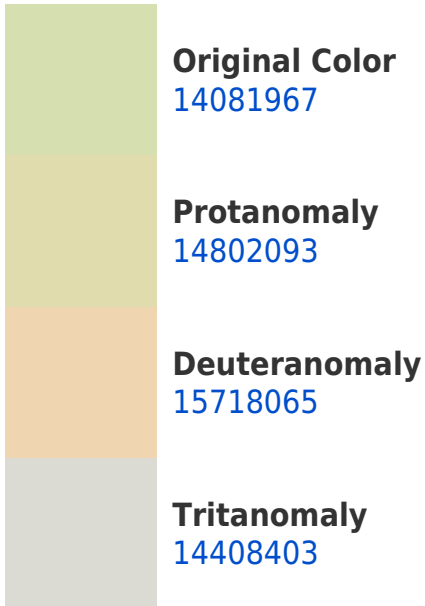 Original Color
14081967
Protanomaly
14802093
Deuteranomaly
15718065
Tritanomaly
14408403